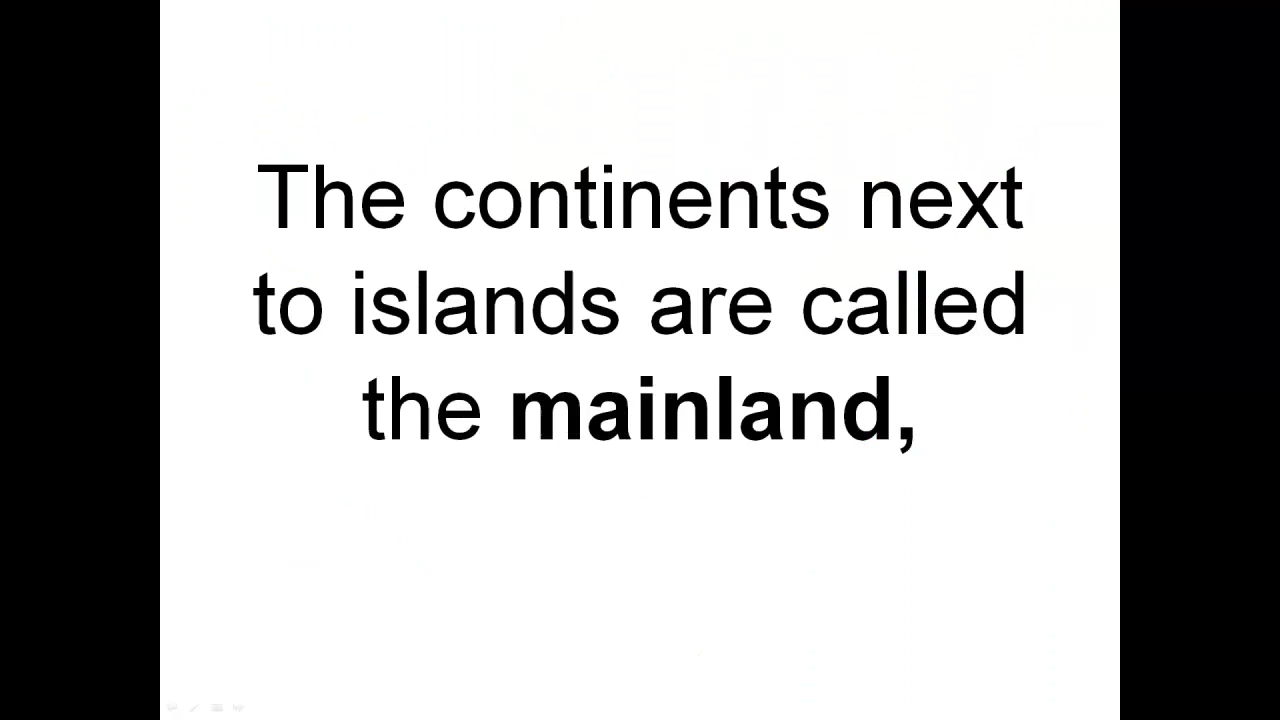 The continents next
to islands are called
the mainland,